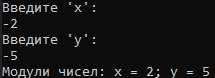 Введите 'x':
-2
Введите 'y':
-5
Модули чисел: x = 2; y = 5